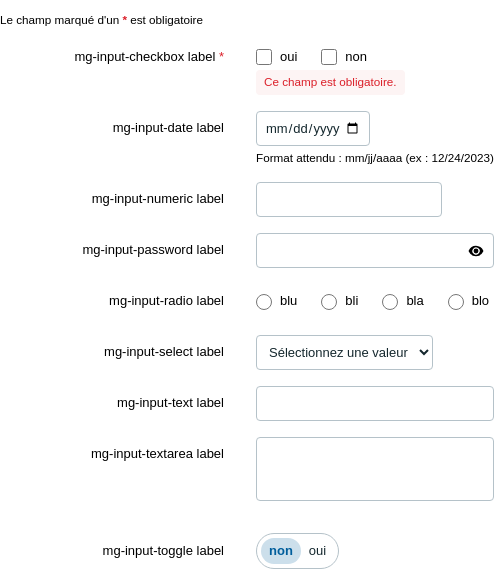 Le champ marqué d'un * est obligatoire
mg-input-checkbox label * oui non
Ce champ est obligatoire.
mg-input-date label mm/dd/yyyy
Format attendu : mm/jj/aaaa (ex : 12/24/2023)
mg-input-numeric label
mg-input-password label
mg-input-radio label blu bli bla blo
mg-input-select label Sélectionnez une valeur
mg-input-text label
mg-input-textarea label
mg-input-toggle label non oui